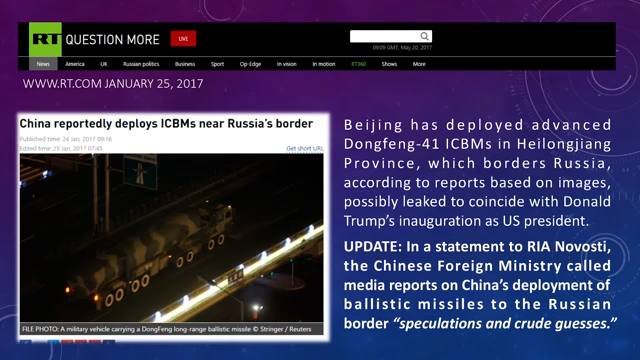 RT QUESTION MORE LIVE
09:09 GMT, May 20, 2017
News America UK Russian politics Business Sport Op-Edge In vision In motion RT360 Shows More
WWW.RT.COM JANUARY 25, 2017
China reportedly deploys ICBMs near Russia's border
Published time: 24 Jan, 2017 09:16
Edited time: 25 Jan, 2017 07:43
Get short URL
FILE PHOTO: A military vehicle carrying a DongFeng long-range ballistic missile © Stringer / Reuters
Beijing has deployed advanced
Dongfeng-41 ICBMs in Heilongjiang
Province, which borders Russia,
according to reports based on images,
possibly leaked to coincide with Donald
Trump's inauguration as US president.
UPDATE: In a statement to RIA Novosti,
the Chinese Foreign Ministry called
media reports on China's deployment of
ballistic missiles to the Russian
border "speculations and crude guesses."